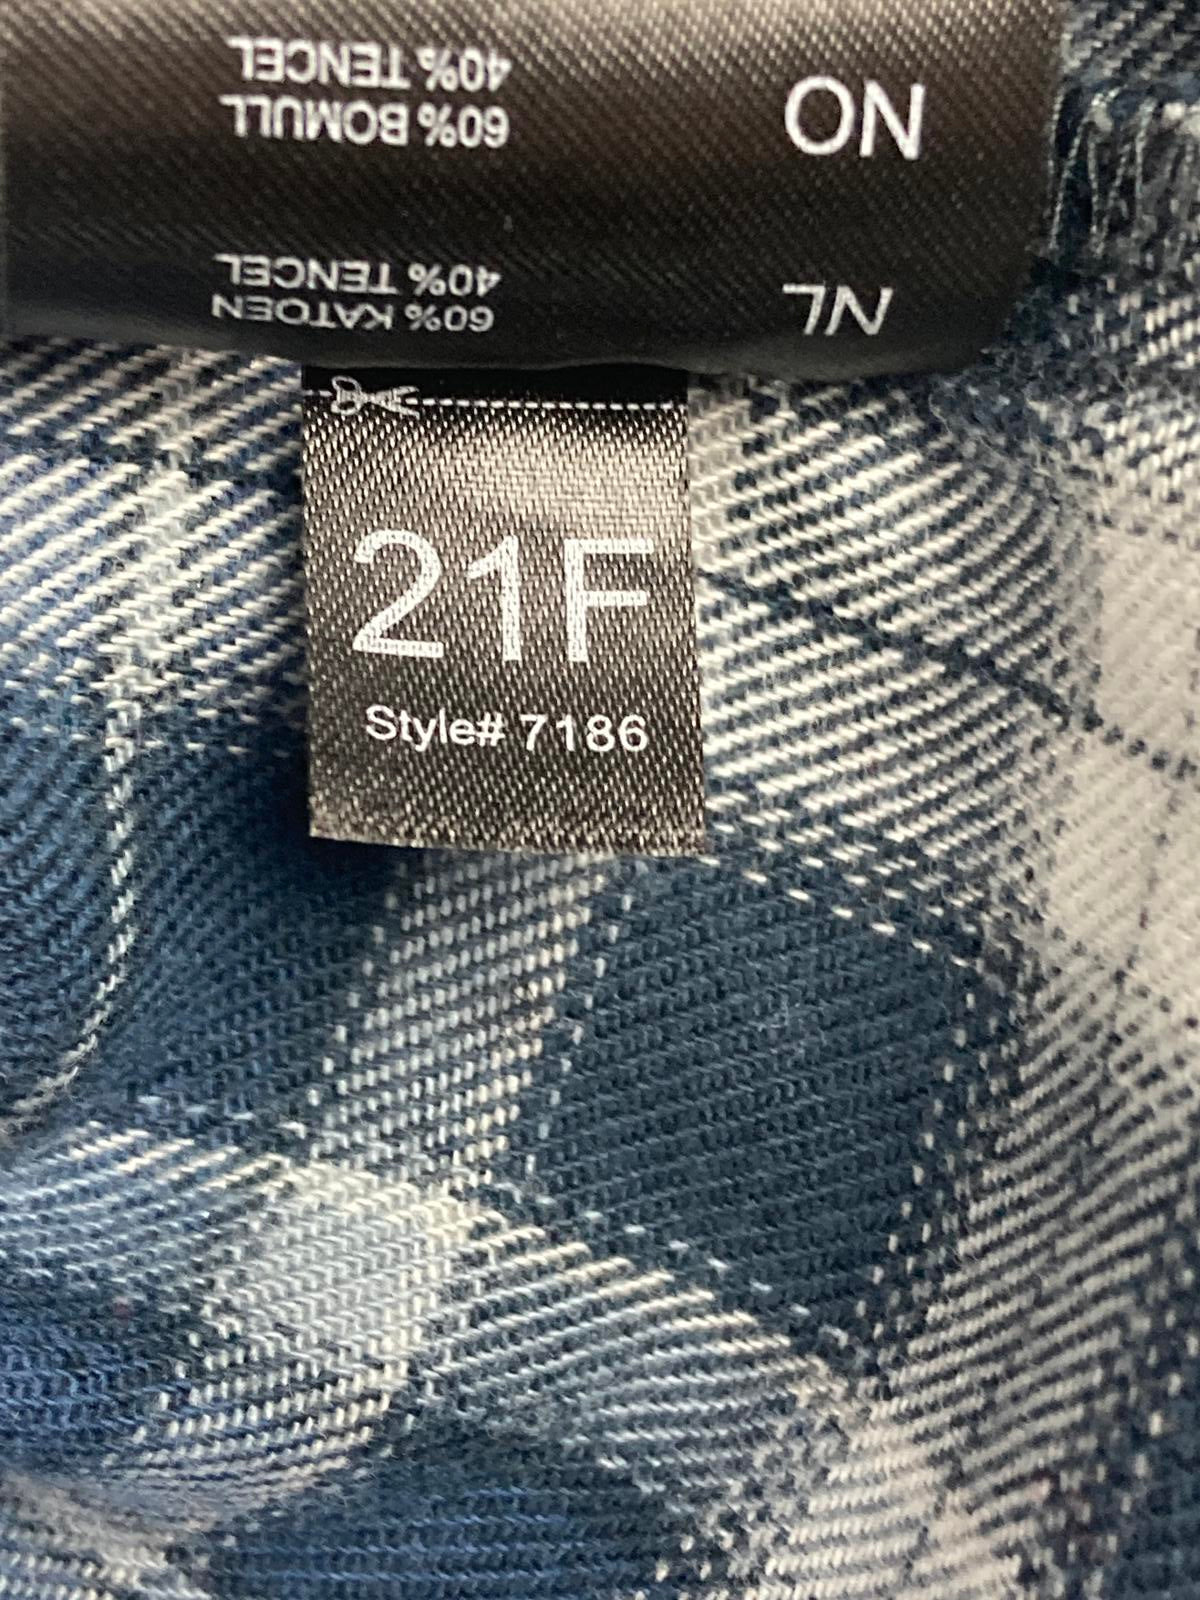 NL
60% KATOEN
40% TENCEL
NO
60% BOMULL
40% TENCEL
21F
Style# 7186